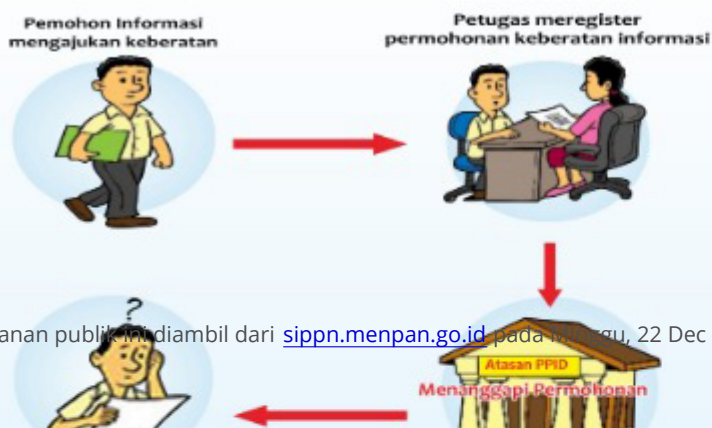 Pemohon Informasi
mengajukan keberatan
Petugas meregister
permohonan keberatan informasi
?
anan publik ini diambil dari sippn.menpan.go.id pada Minggu, 22 Dec
Atasan PPID
Menanggapi Permohonan